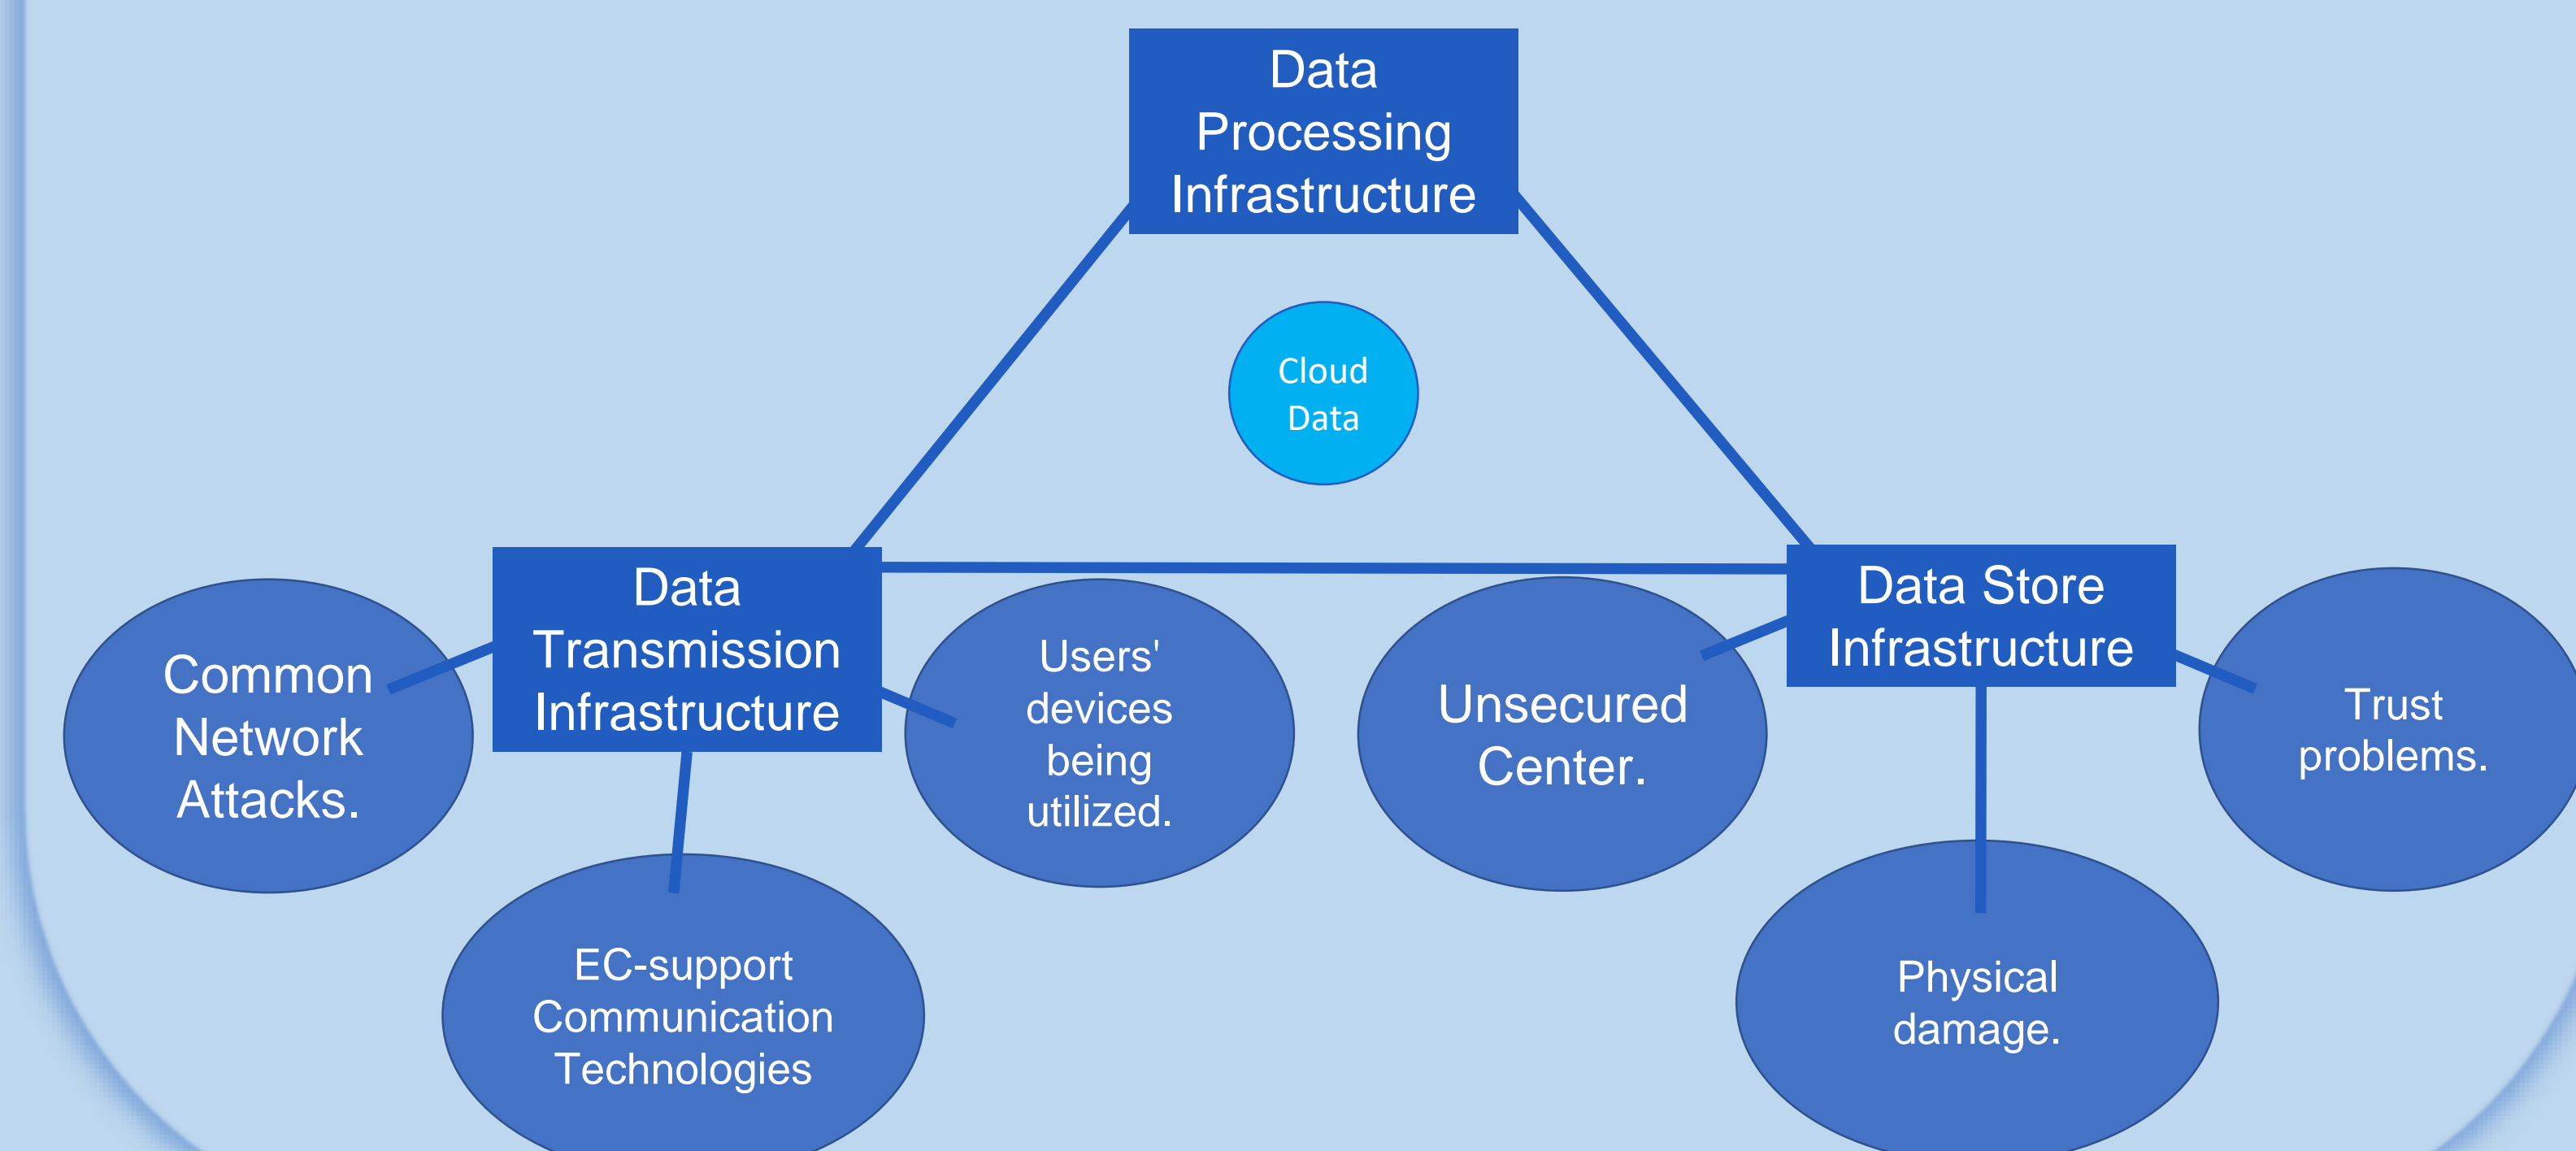 Data
Processing
Infrastructure
Cloud
Data
Data
Transmission
Infrastructure
Data Store
Infrastructure
Common
Network
Attacks.
Users'
devices
being
utilized.
Unsecured
Center.
Trust
problems.
EC-support
Communication
Technologies
Physical
damage.